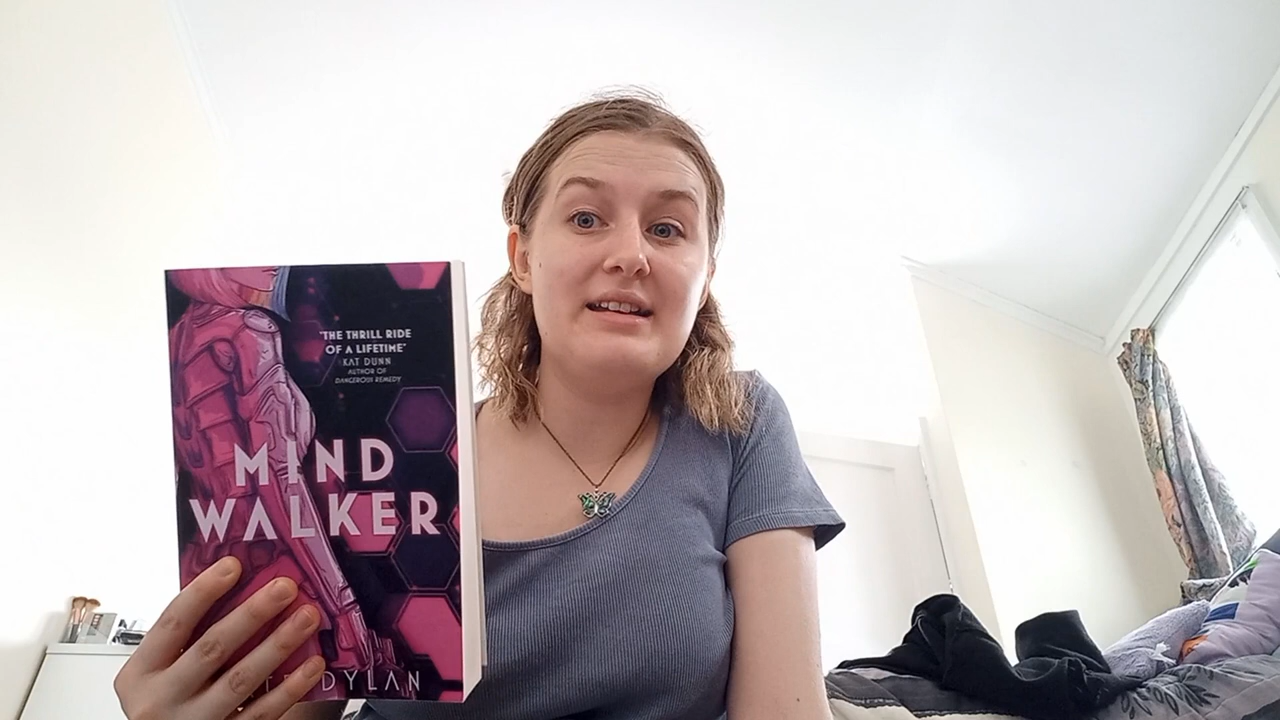 'THE THRILL RIDE
OF A LIFETIME'
KAT DUNN
AUTHOR OF
DANGEROUS REMEDY
MIND
WALKER
DYLAN